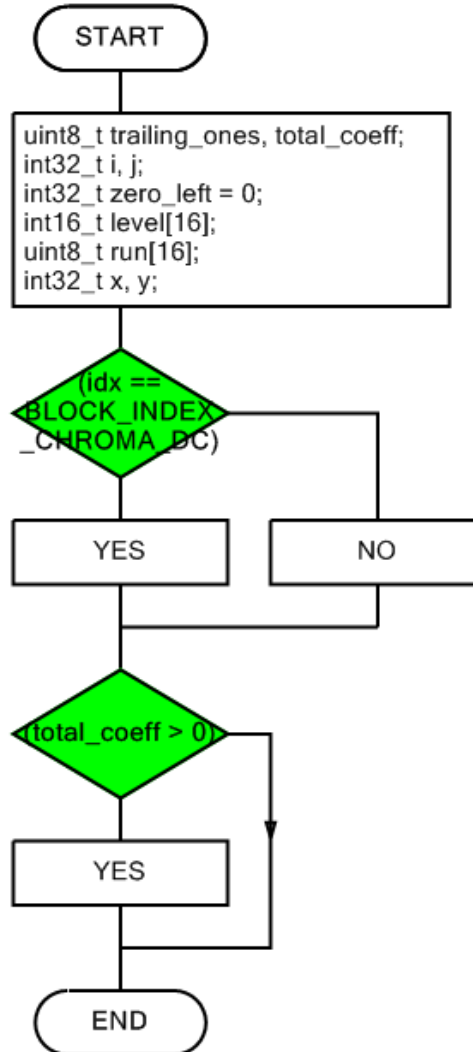 START
uint8_t trailing_ones, total_coeff;
int32_t i, j;
int32_t zero_left = 0;
int16_t level[16];
uint8_t run[16];
int32_t x, y;
(idx ==
BLOCK_INDEX
_CHROMA_DC)
YES
NO
(total_coeff > 0)
YES
END